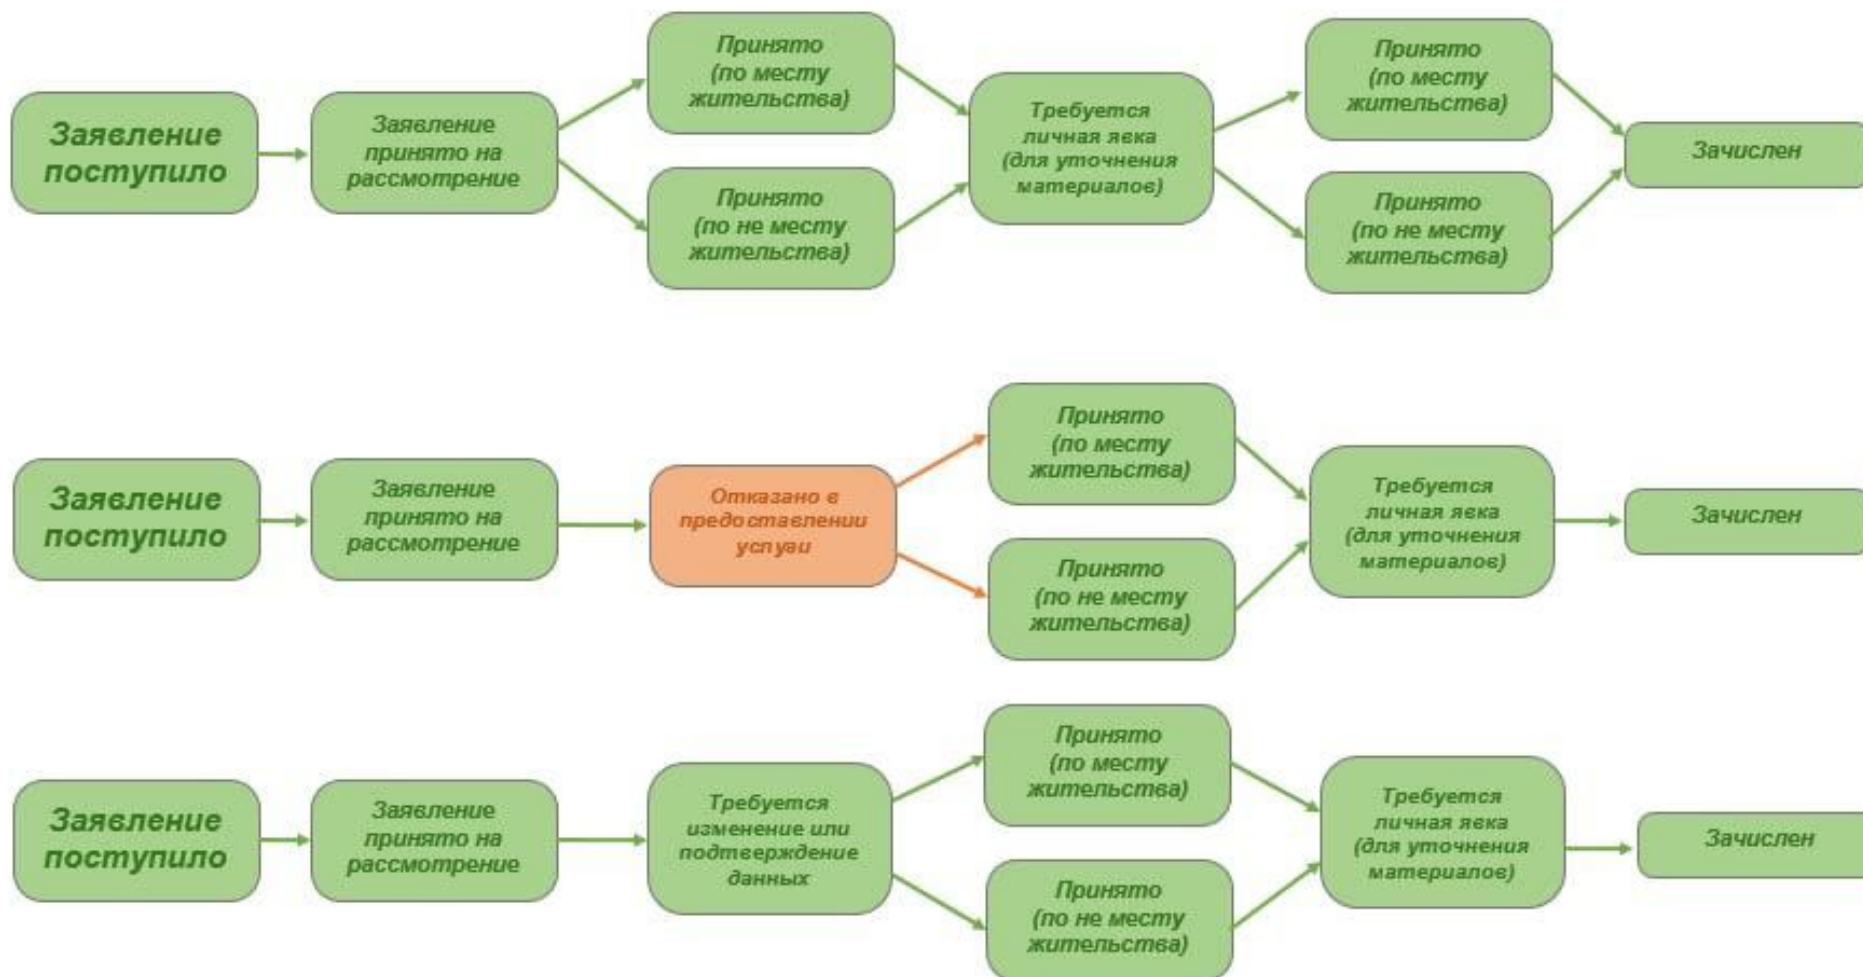 Заявление
поступило
Заявление
принято на
рассмотрение
Принято
(по месту
жительства)
Принято
(по не месту
жительства)
Требуется
личная явка
(для уточнения
материалов)
Принято
(по месту
жительства)
Принято
(по не месту
жительства)
Зачислен
Заявление
поступило
Заявление
принято на
рассмотрение
Отказано в
предоставлении
услуги
Принято
(по месту
жительства)
Принято
(по не месту
жительства)
Требуется
личная явка
(для уточнения
материалов)
Зачислен
Заявление
поступило
Заявление
принято на
рассмотрение
Требуется
изменение или
подтверждение
данных
Принято
(по месту
жительства)
Принято
(по не месту
жительства)
Требуется
личная явка
(для уточнения
материалов)
Зачислен